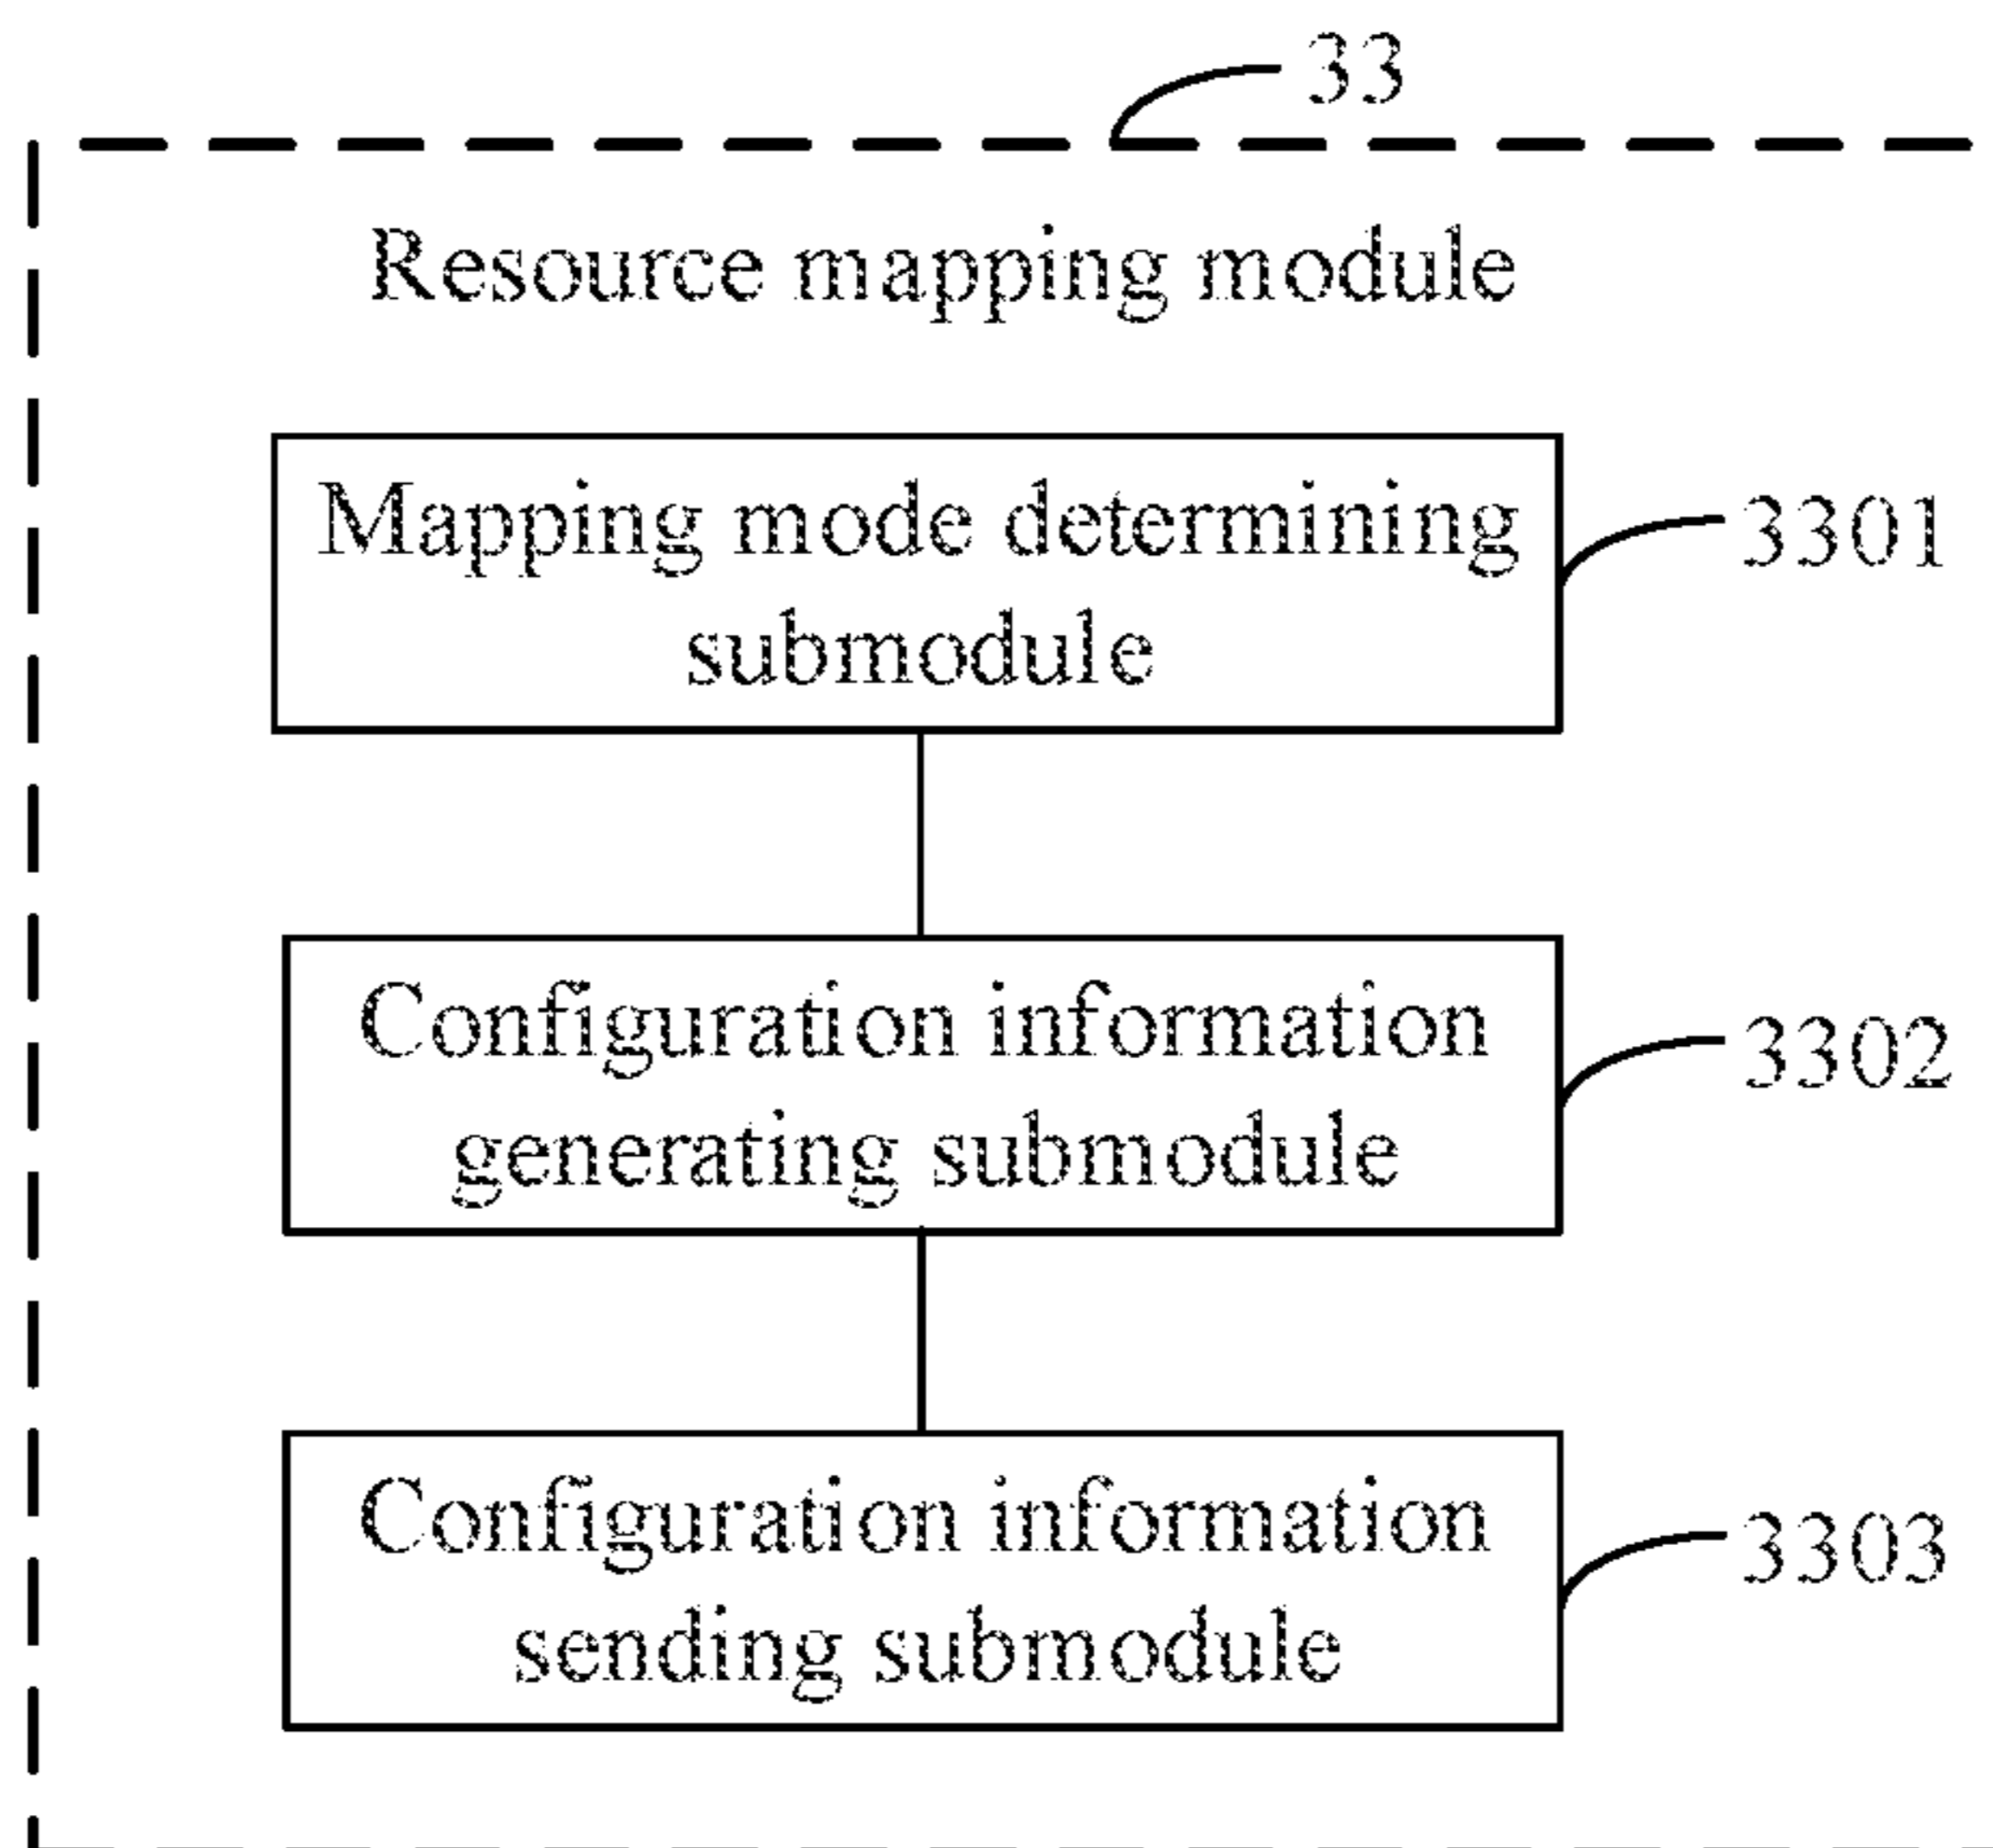 33
Resource mapping module
Mapping mode determining
submodule
3301
Configuration information
generating submodule
3302
Configuration information
sending submodule
3303